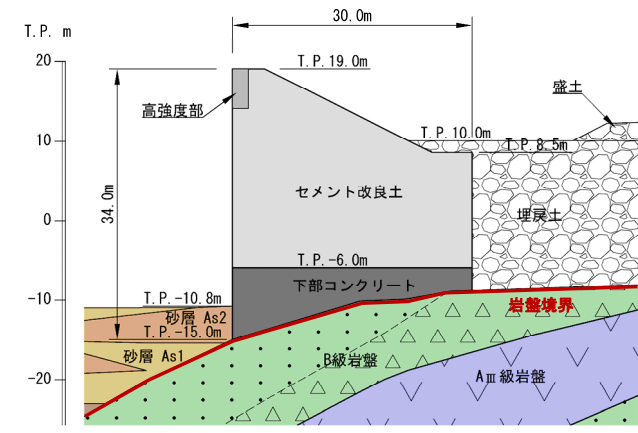 30.0m
T.P. m
20
T.P.19.0m
盛土
高強度部
10
T.P.10.0m
T.P.8.5m
34.0m
セメント改良土
0
埋戻土
T.P.-6.0m
下部コンクリート
-10
T.P.-10.8m
岩盤境界
砂層 As2
T.P.-15.0m
砂層 As1
B級岩盤
AⅢ級岩盤
-20